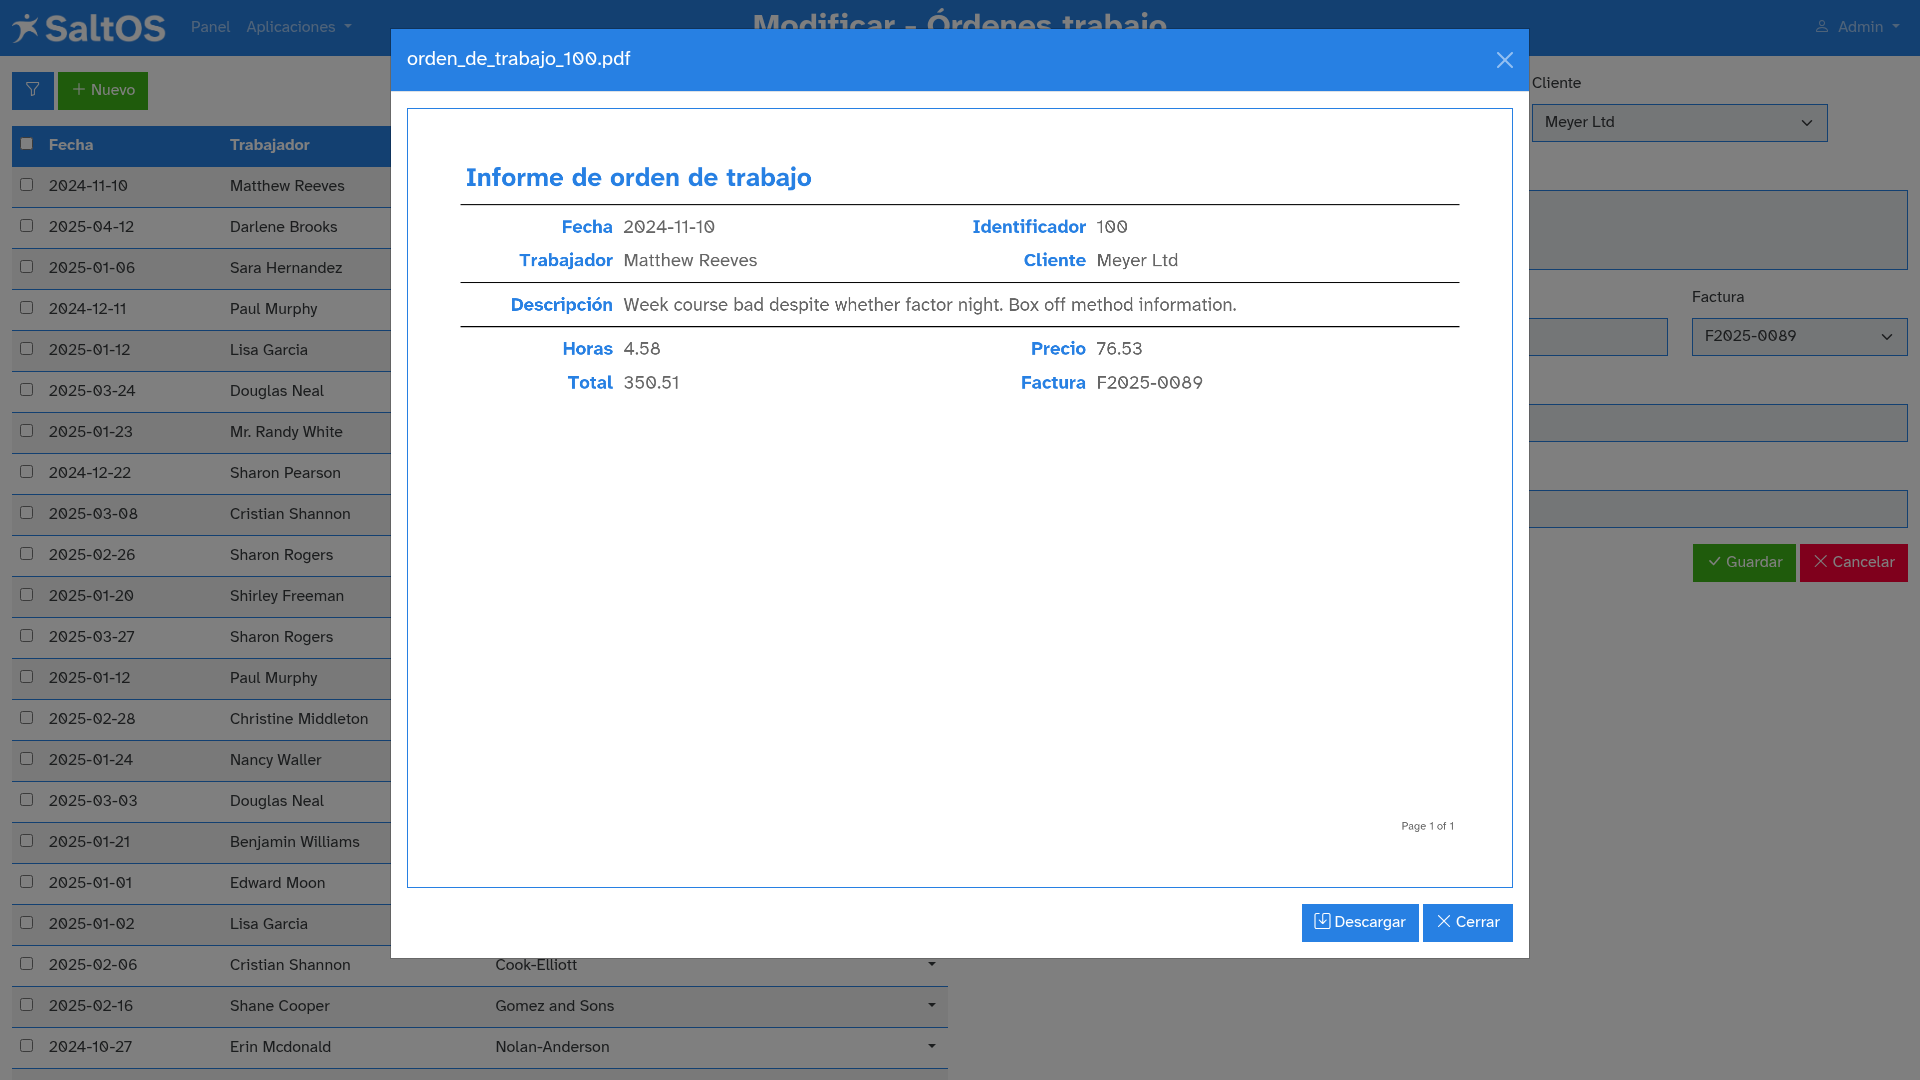 SaltOS
Panel
Aplicaciones
Modificar - Órdenes trabajo
Admin
orden_de_trabajo_100.pdf
Nuevo
Cliente
Meyer Ltd
Fecha
Trabajador
2024-11-10
Matthew Reeves
2025-04-12
Darlene Brooks
2025-01-06
Sara Hernandez
2024-12-11
Paul Murphy
2025-01-12
Lisa Garcia
2025-03-24
Douglas Neal
2025-01-23
Mr. Randy White
2024-12-22
Sharon Pearson
2025-03-08
Cristian Shannon
2025-02-26
Sharon Rogers
2025-01-20
Shirley Freeman
2025-03-27
Sharon Rogers
2025-01-12
Paul Murphy
2025-02-28
Christine Middleton
2025-01-24
Nancy Waller
2025-03-03
Douglas Neal
2025-01-21
Benjamin Williams
2025-01-01
Edward Moon
2025-01-02
Lisa Garcia
2025-02-06
Cristian Shannon
Cook-Elliott
2025-02-16
Shane Cooper
Gomez and Sons
2024-10-27
Erin Mcdonald
Nolan-Anderson
Informe de orden de trabajo
Fecha 2024-11-10
Identificador 100
Trabajador Matthew Reeves
Cliente Meyer Ltd
Descripción Week course bad despite whether factor night. Box off method information.
Horas 4.58
Precio 76.53
Total 350.51
Factura F2025-0089
Page 1 of 1
Descargar
Cerrar
Factura
F2025-0089
Guardar
Cancelar